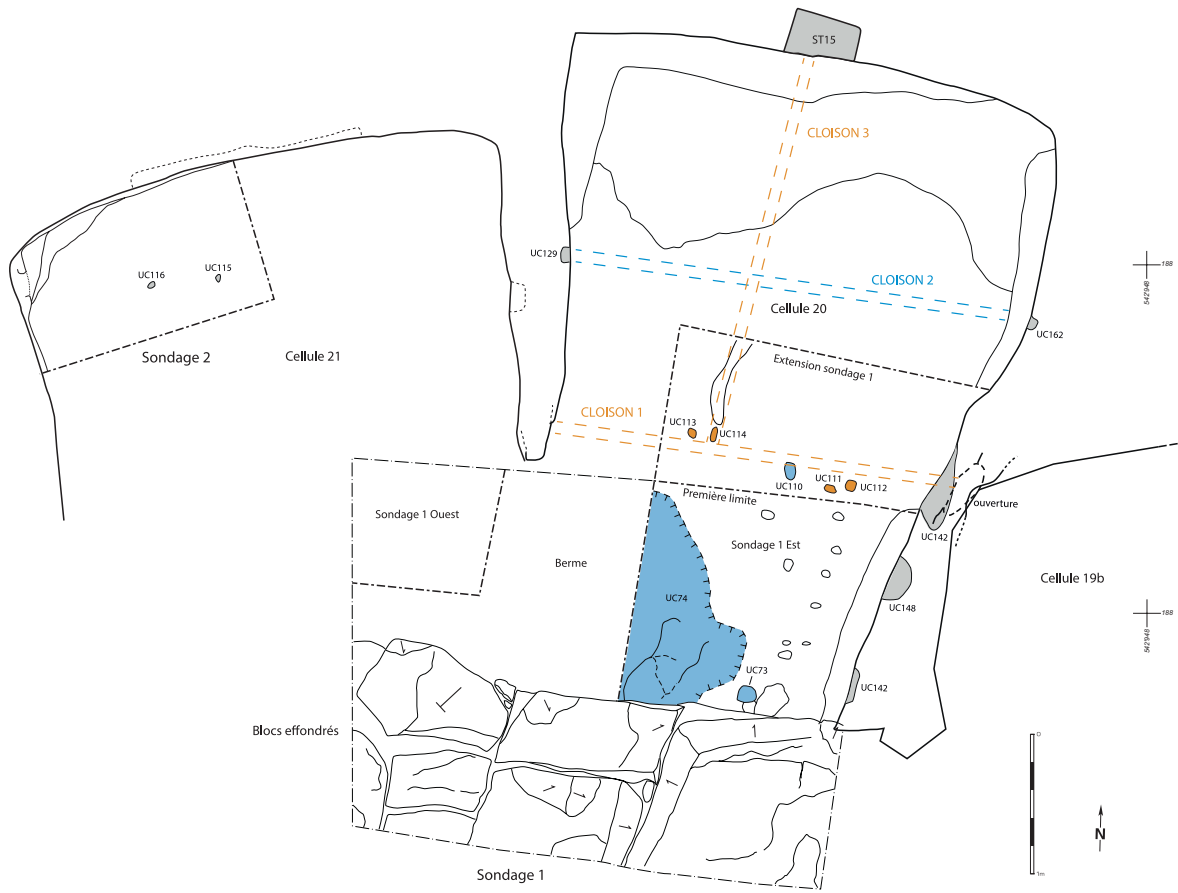 ST15
CLOISON 3
UC129
188
542948
UC116
UC115
CLOISON 2
Cellule 20
UC162
Sondage 2
Cellule 21
Extension sondage 1
CLOISON 1
UC113
UC114
UC110
UC111
UC112
Première limite
ouverture
Sondage 1 Ouest
Sondage 1 Est
UC142
Berme
Cellule 19b
UC74
UC148
188
542948
UC73
UC142
Blocs effondrés
0
N
1m
Sondage 1